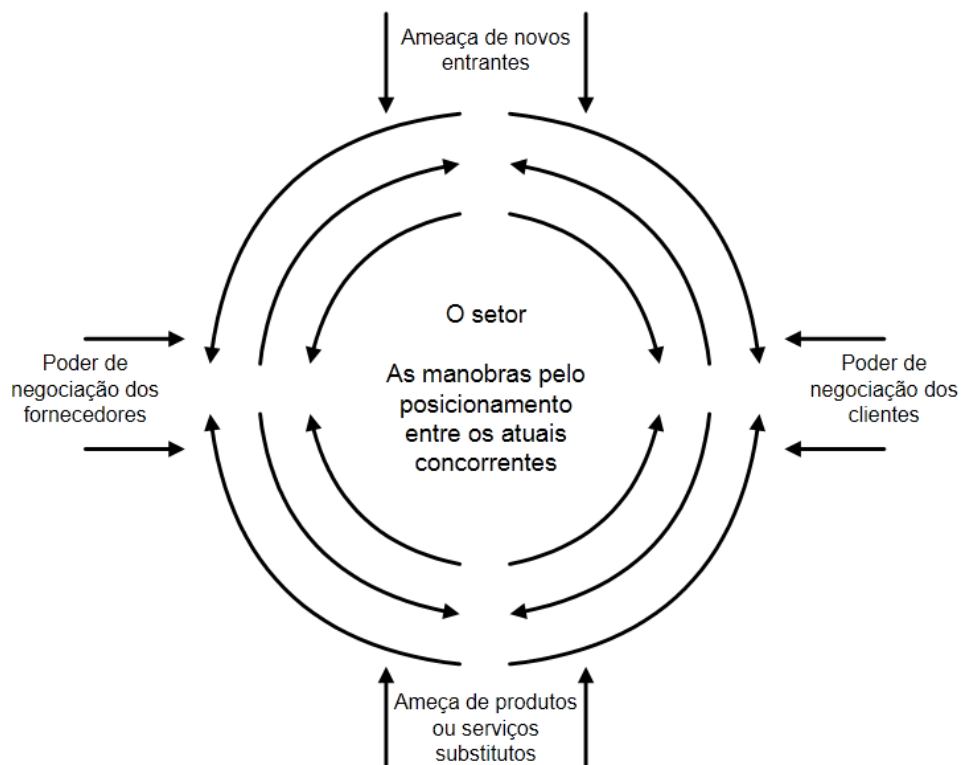 Ameaça de novos
entrantes
O setor
Poder de
negociação dos
fornecedores
As manobras pelo
posicionamento
entre os atuais
concorrentes
Poder de
negociação dos
clientes
Ameça de produtos
ou serviços
substitutos